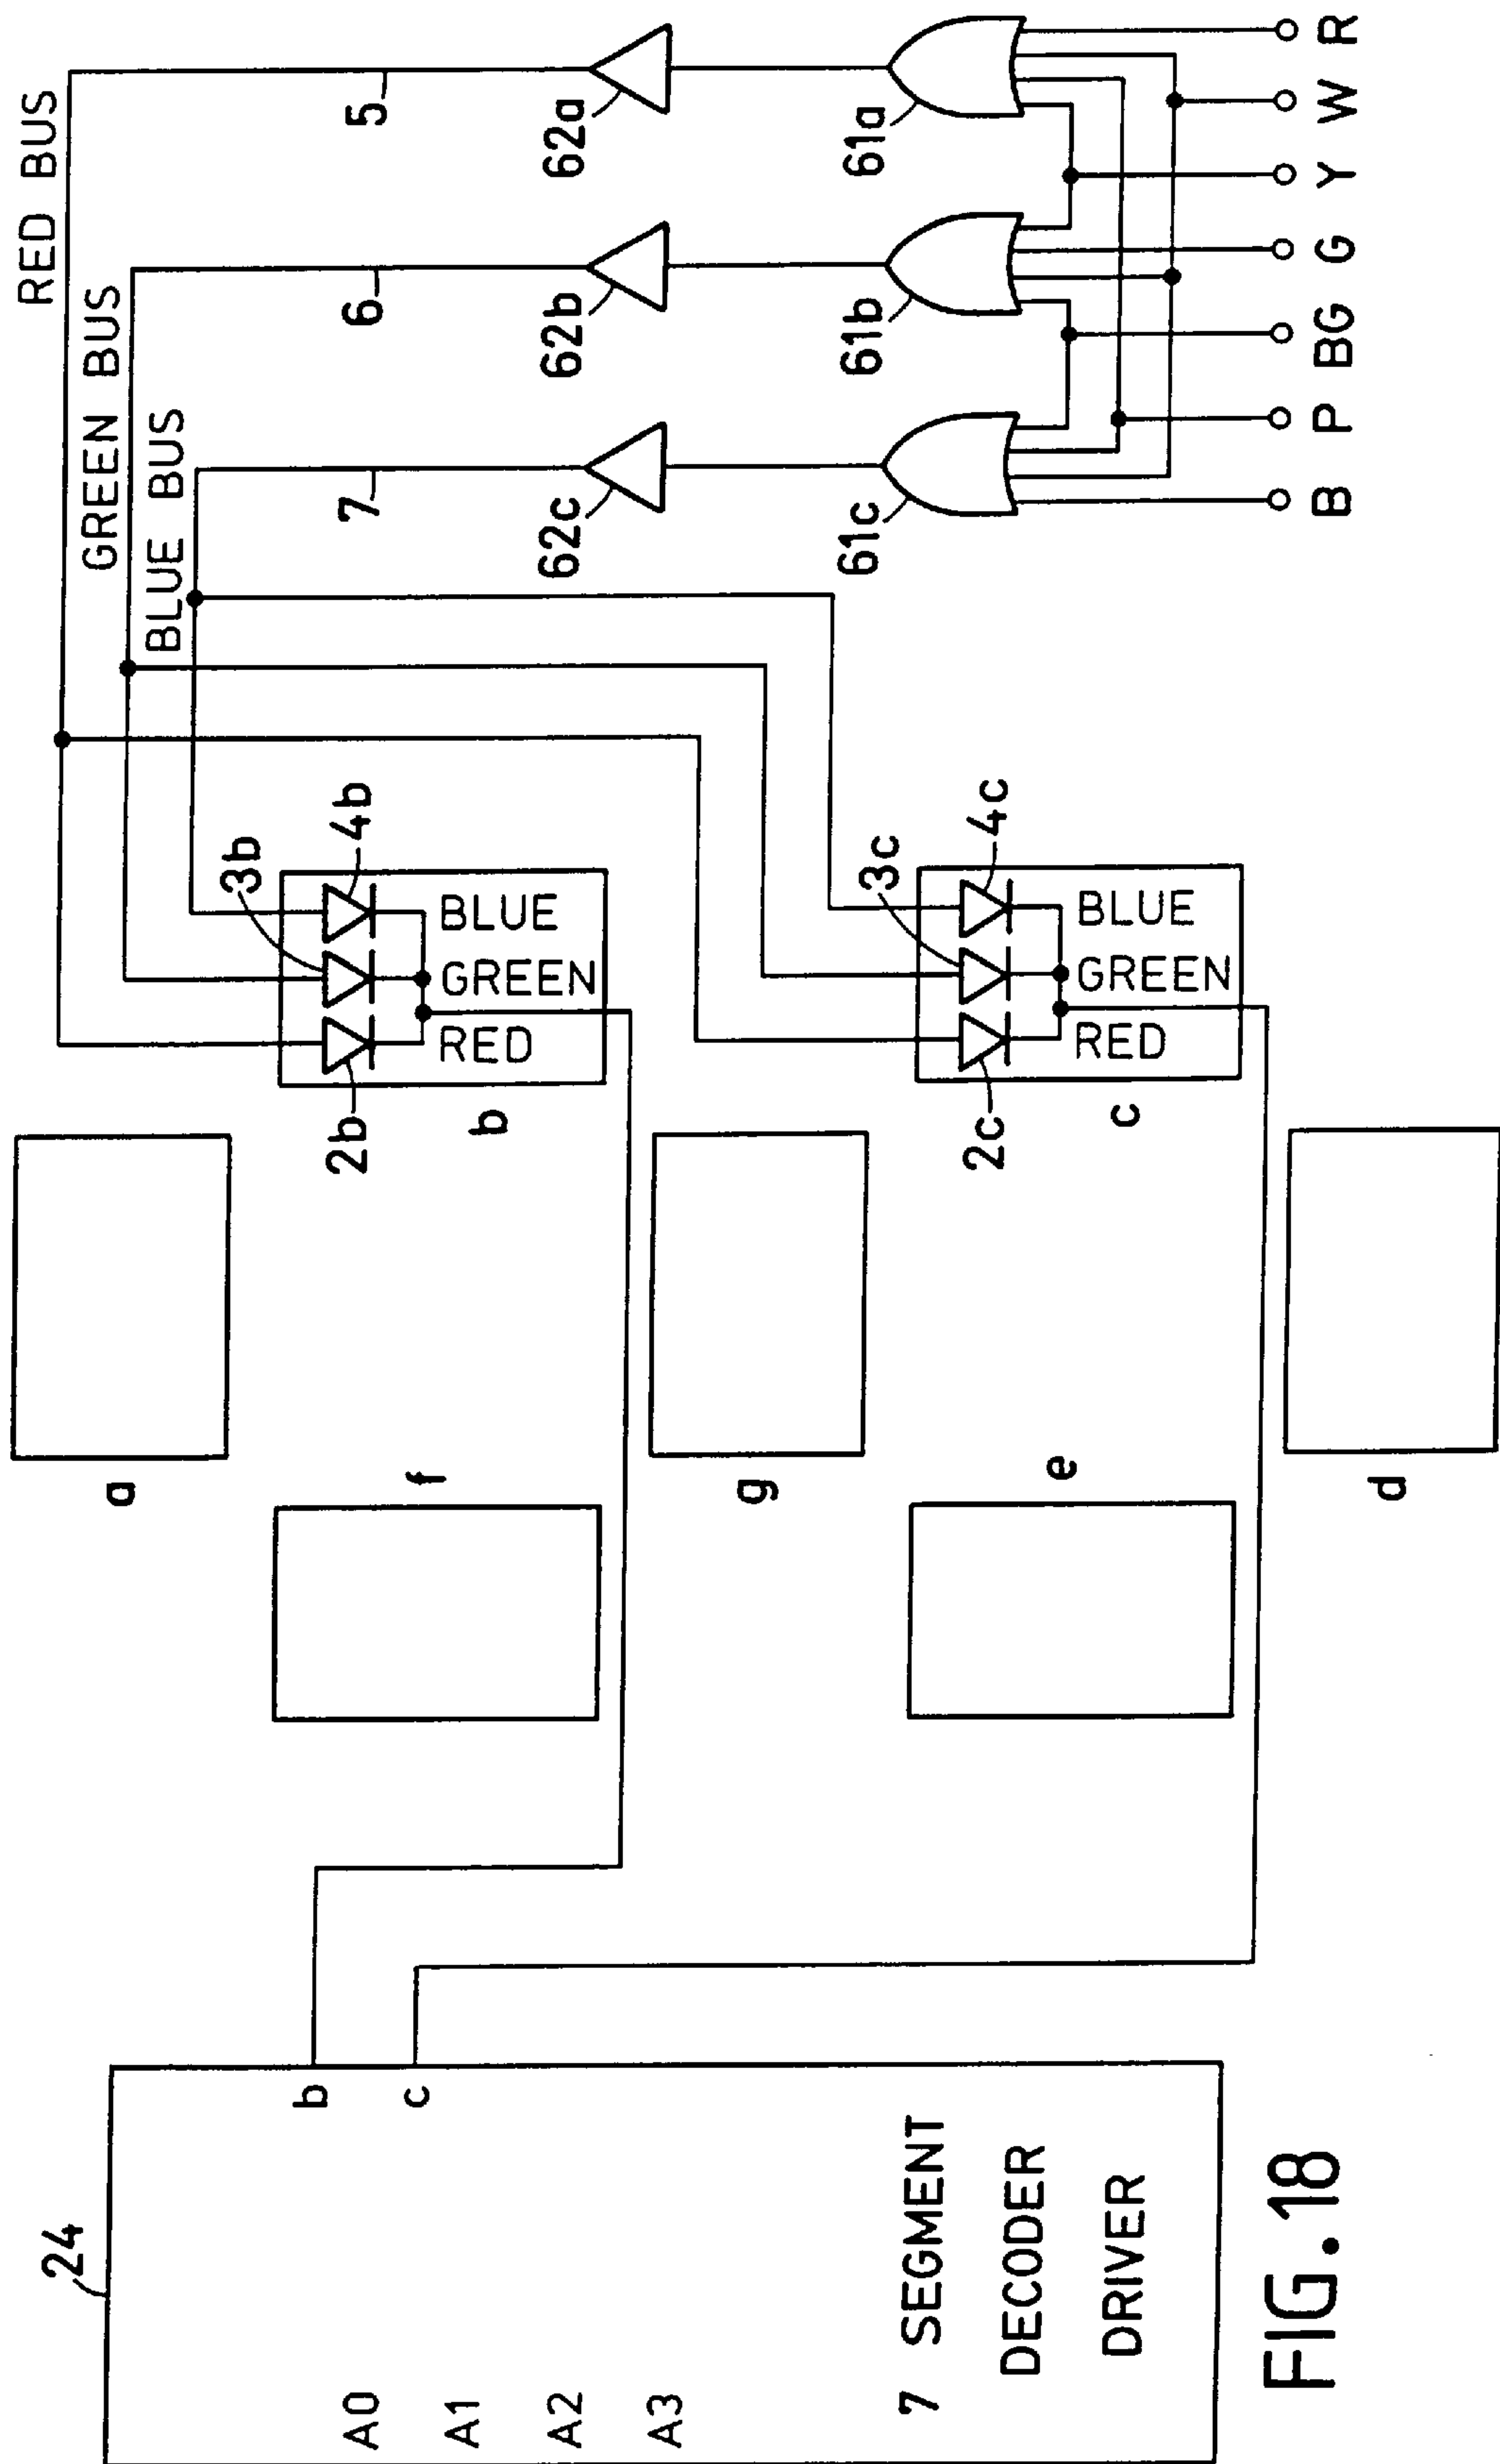 24
A0
A1
A2
A3
b
c
7 SEGMENT
DECODER
DRIVER
a
f
g
e
d
2b
3b
4b
BLUE
GREEN
RED
b
2c
3c
4c
BLUE
GREEN
RED
c
RED BUS
GREEN BUS
BLUE BUS
5
6
7
62a
62b
62c
61a
61b
61c
B
P
BG
G
Y
W
R
FIG.18